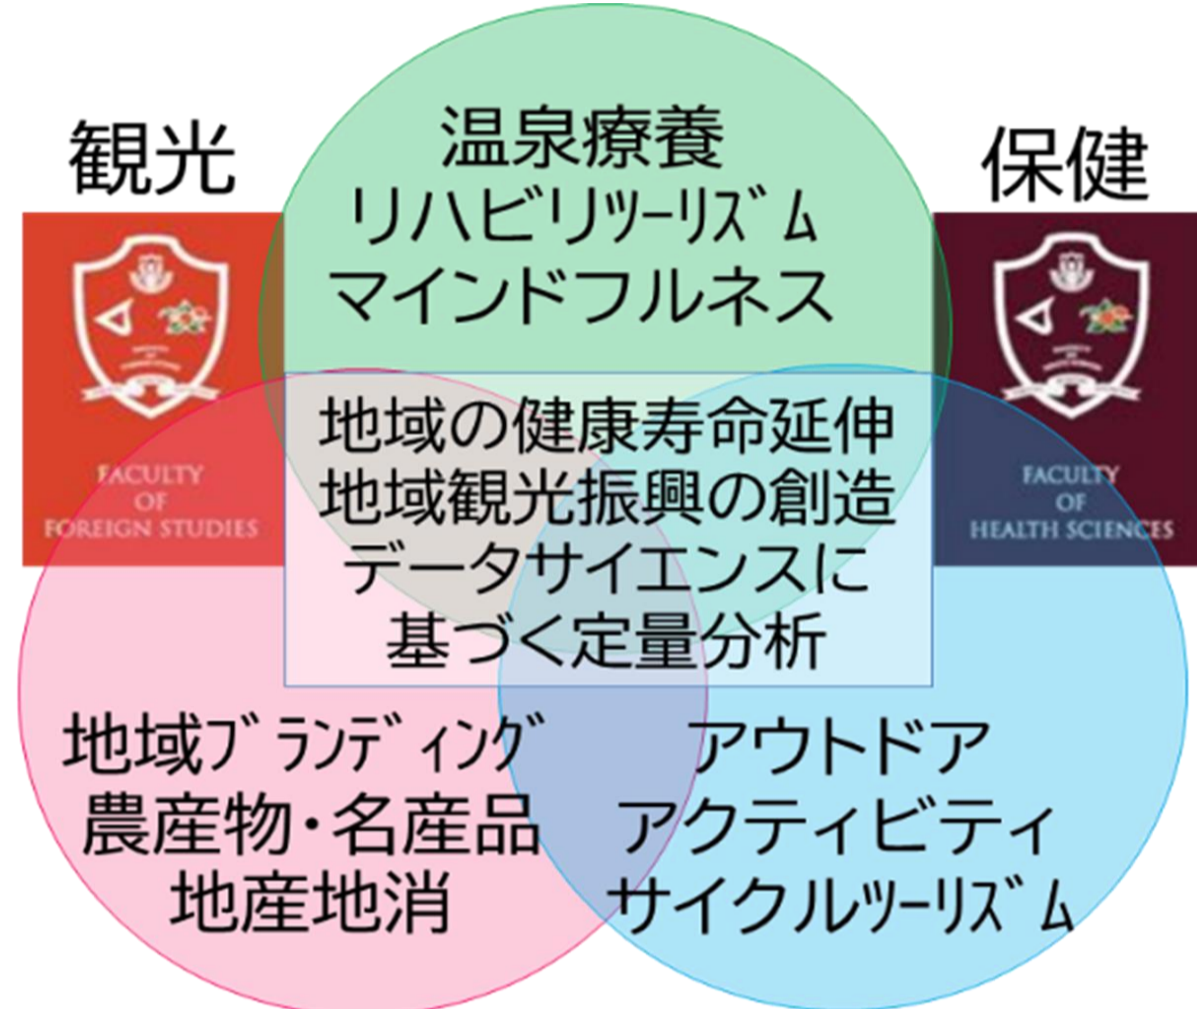 観光
保健
温泉療養
リハビリﾂｰﾘｽﾞﾑ
マインドフルネス
FACULTY
OF
FOREIGN STUDIES
FACULTY
OF
HEALTH SCIENCES
地域の健康寿命延伸
地域観光振興の創造
データサイエンスに
基づく定量分析
地域ﾌﾞﾗﾝﾃﾞｨﾝｸﾞ
農産物・名産品
地産地消
アウトドア
アクティビティ
サイクルﾂｰﾘｽﾞﾑ